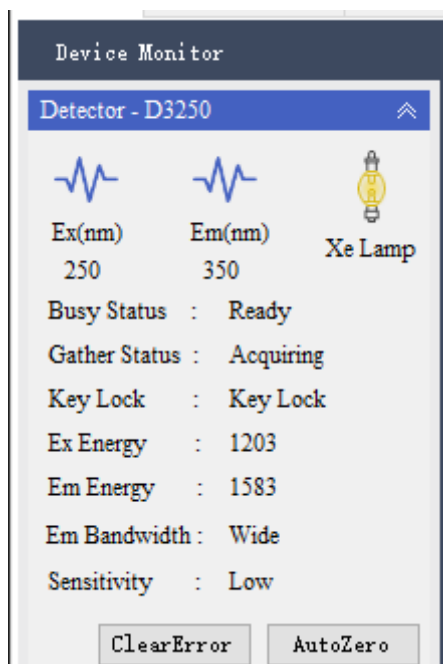 Device Monitor
Detector - D3250
Ex(nm) Em(nm) Xe Lamp
250 350
Busy Status : Ready
Gather Status : Acquiring
Key Lock : Key Lock
Ex Energy : 1203
Em Energy : 1583
Em Bandwidth : Wide
Sensitivity : Low
ClearError AutoZero